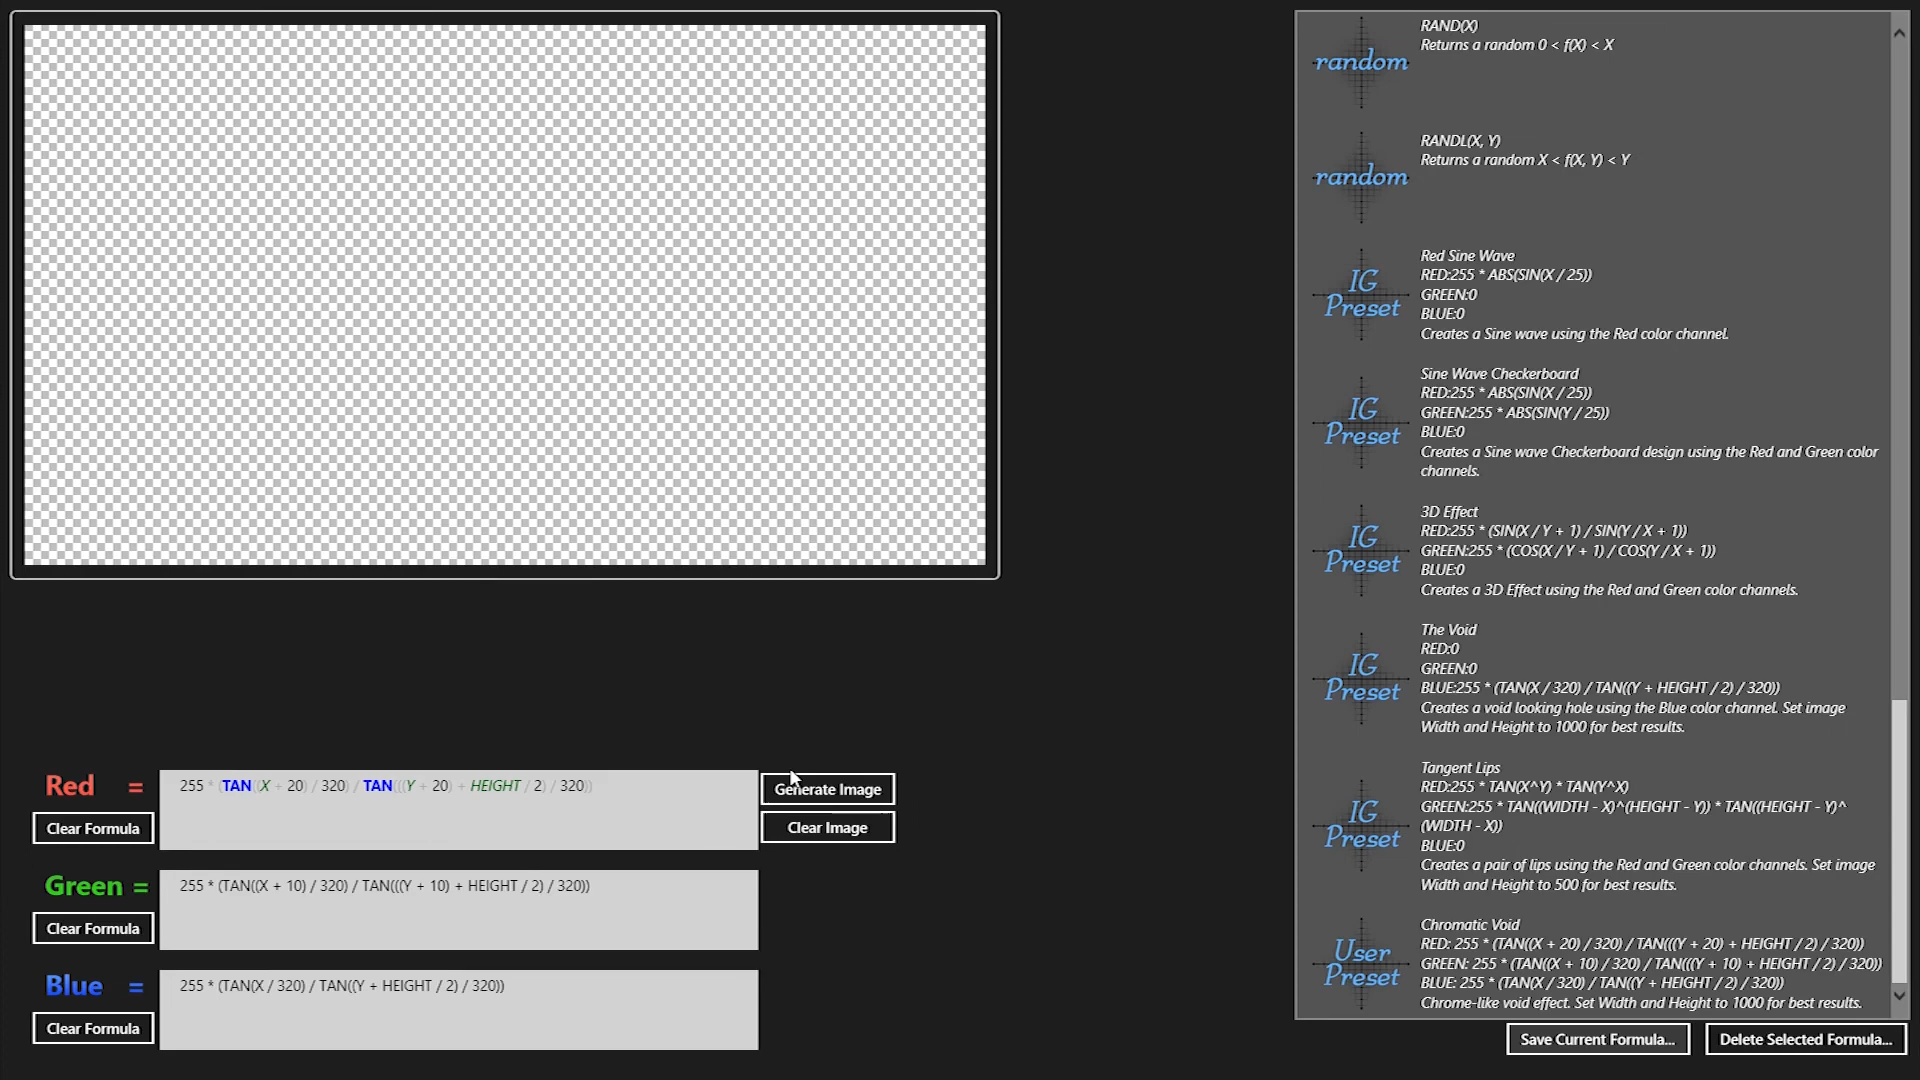 random
RAND(X)
Returns a random 0 < f(X) < X
random
RANDL(X, Y)
Returns a random X < f(X, Y) < Y
IG
Preset
Red Sine Wave
RED:255 * ABS(SIN(X / 25))
GREEN:0
BLUE:0
Creates a Sine wave using the Red color channel.
IG
Preset
Sine Wave Checkerboard
RED:255 * ABS(SIN(X / 25))
GREEN:255 * ABS(SIN(Y / 25))
BLUE:0
Creates a Sine wave Checkerboard design using the Red and Green color
channels.
IG
Preset
3D Effect
RED:255 * (SIN(X / Y + 1) / SIN(Y / X + 1))
GREEN:255 * (COS(X / Y + 1) / COS(Y / X + 1))
BLUE:0
Creates a 3D Effect using the Red and Green color channels.
IG
Preset
The Void
RED:0
GREEN:0
BLUE:255 * (TAN(X / 320) / TAN((Y + HEIGHT / 2) / 320))
Creates a void looking hole using the Blue color channel. Set image
Width and Height to 1000 for best results.
IG
Preset
Tangent Lips
RED:255 * TAN(X^Y) * TAN(Y^X)
GREEN:255 * TAN((WIDTH - X)^(HEIGHT - Y)) * TAN((HEIGHT - Y)^
(WIDTH - X))
BLUE:0
Creates a pair of lips using the Red and Green color channels. Set image
Width and Height to 500 for best results.
User
Preset
Chromatic Void
RED: 255 * (TAN((X + 20) / 320) / TAN(((Y + 20) + HEIGHT / 2) / 320))
GREEN: 255 * (TAN((X + 10) / 320) / TAN(((Y + 10) + HEIGHT / 2) / 320))
BLUE: 255 * (TAN(X / 320) / TAN((Y + HEIGHT / 2) / 320))
Chrome-like void effect. Set Width and Height to 1000 for best results.
Save Current Formula...
Delete Selected Formula...
Red =
255 * (TAN((X + 20) / 320) / TAN(((Y + 20) + HEIGHT / 2) / 320))
Clear Formula
Generate Image
Clear Image
Green =
255 * (TAN((X + 10) / 320) / TAN(((Y + 10) + HEIGHT / 2) / 320))
Clear Formula
Blue =
255 * (TAN(X / 320) / TAN((Y + HEIGHT / 2) / 320))
Clear Formula